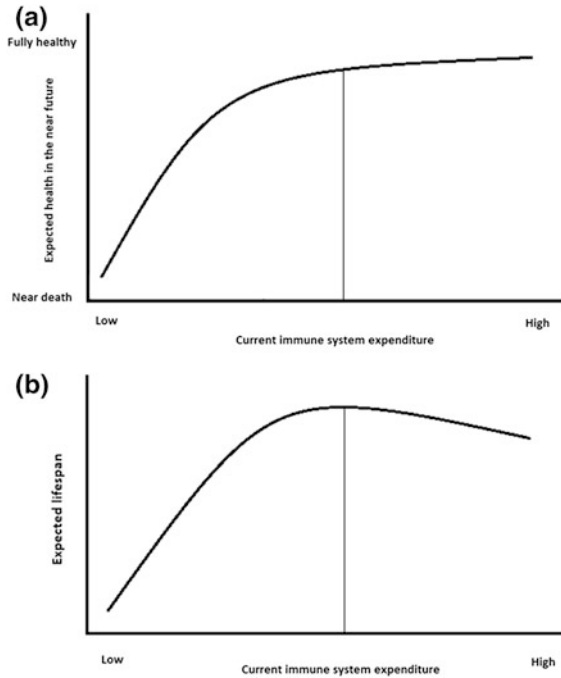 (a)
Fully healthy
Expected health in the near future
Near death
Low
High
Current immune system expenditure
(b)
Expected lifespan
Low
High
Current immune system expenditure